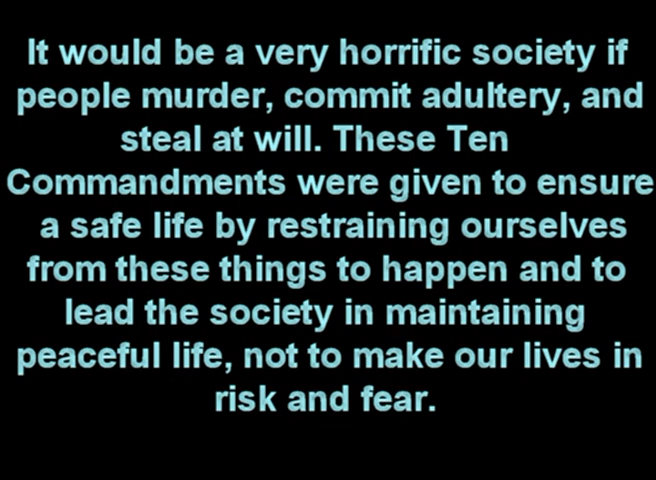 It would be a very horrific society if
people murder, commit adultery, and
steal at will. These Ten
Commandments were given to ensure
a safe life by restraining ourselves
from these things to happen and to
lead the society in maintaining
peaceful life, not to make our lives in
risk and fear.